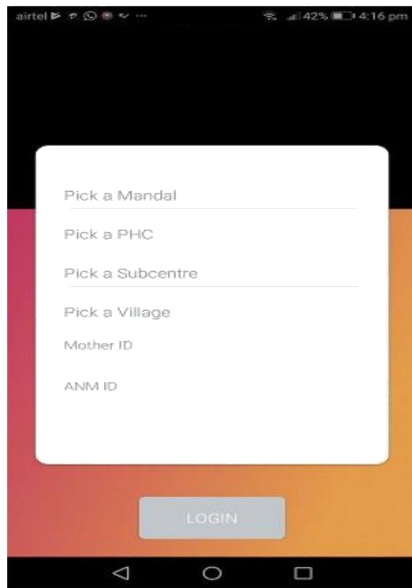 airtel ... 42% 4:16 pm
Pick a Mandal
Pick a PHC
Pick a Subcentre
Pick a Village
Mother ID
ANM ID
LOGIN